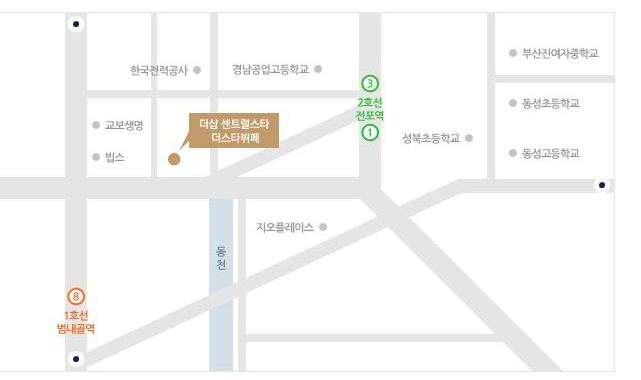 한국전력공사
경남공업고등학교
부산진여자중학교
3
2호선
전포역
1
동성초등학교
교보생명
더샵 센트럴스타
더스타뷔페
성북초등학교
빕스
동성고등학교
지오플레이스
동
천
8
1호선
범내골역